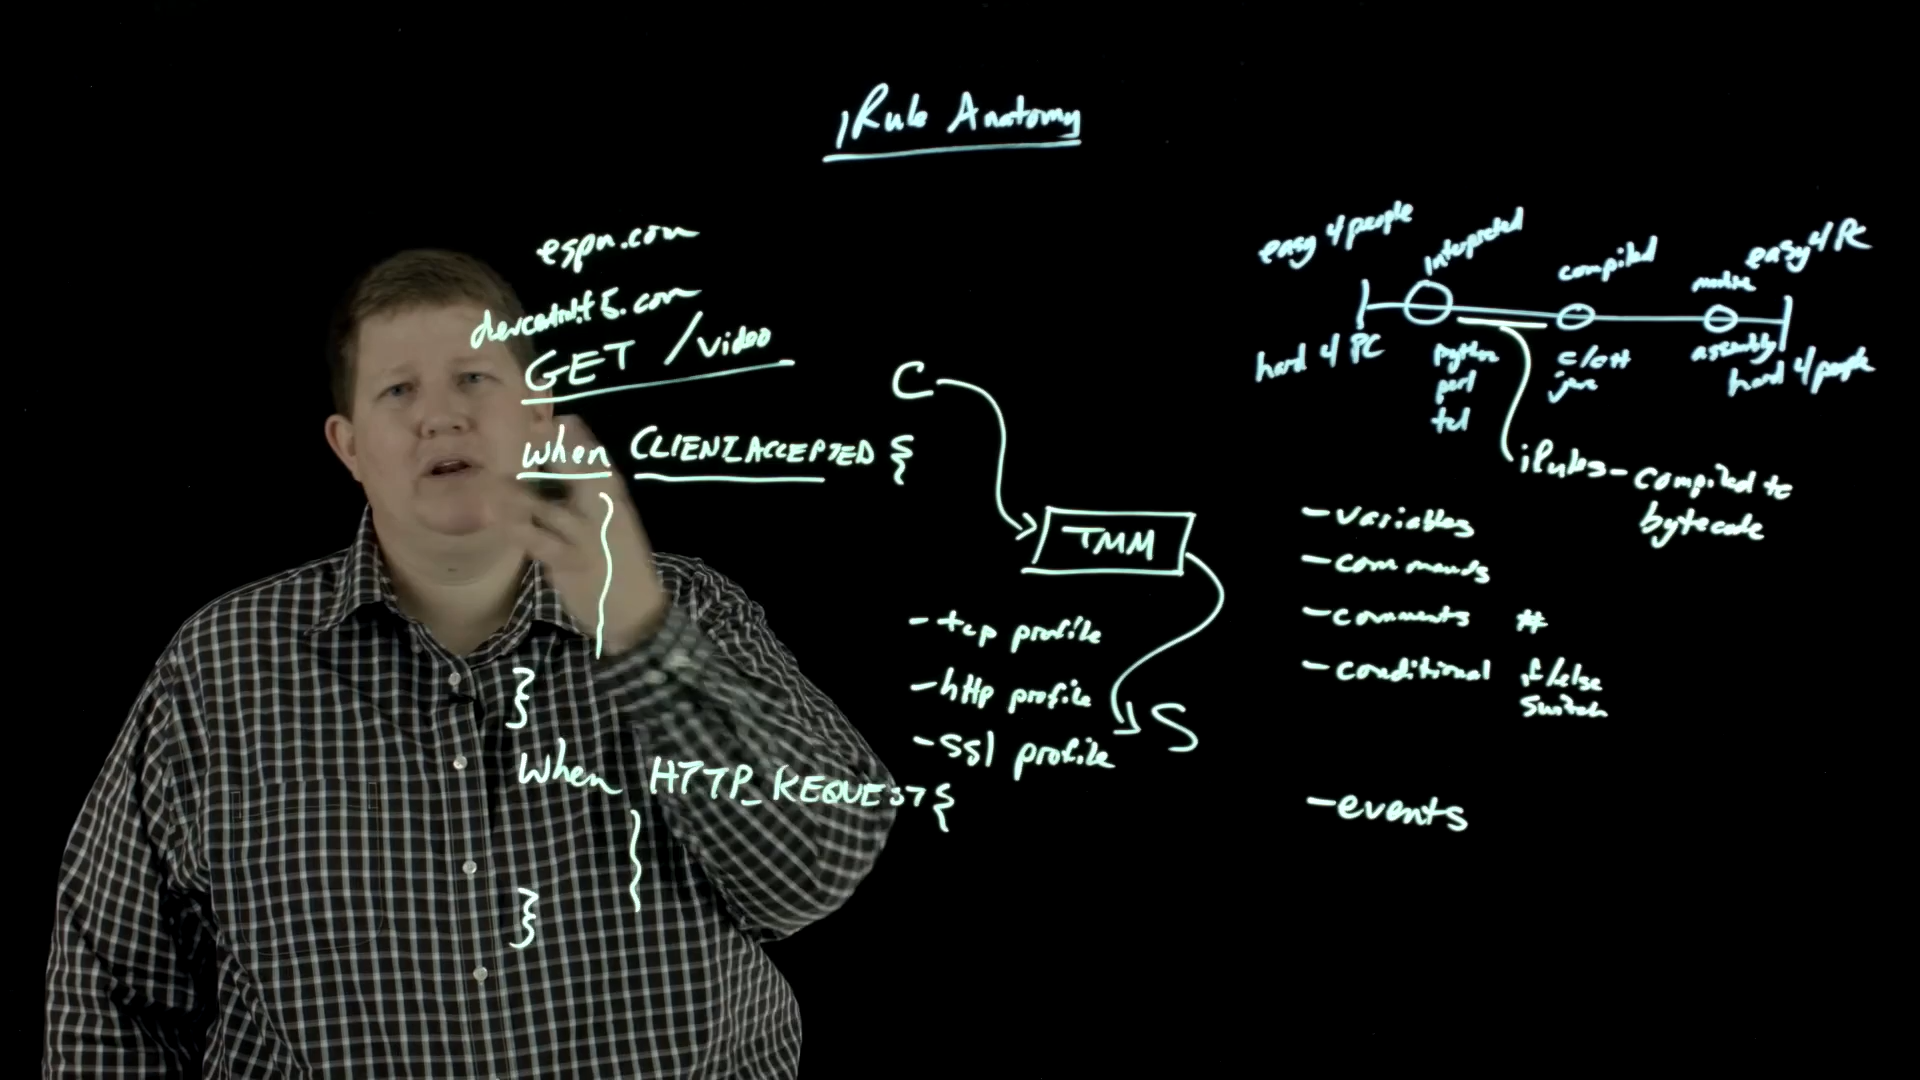 iRule Anatomy
espn.com
devcentral.f5.com
GET /video
when CLIENT_ACCEPTED {
}
when HTTP_REQUEST {
}
C
TMM
S
- tcp profile
- http profile
- ssl profile
easy 4 people
interpreted
compiled
machine
easy 4 PC
hard 4 PC
python
perl
tcl
c/c++
java
assembly
hard 4 people
iRules - compiled to
bytecode
- variables
- commands
- comments #
- conditional if/else
switch
- events